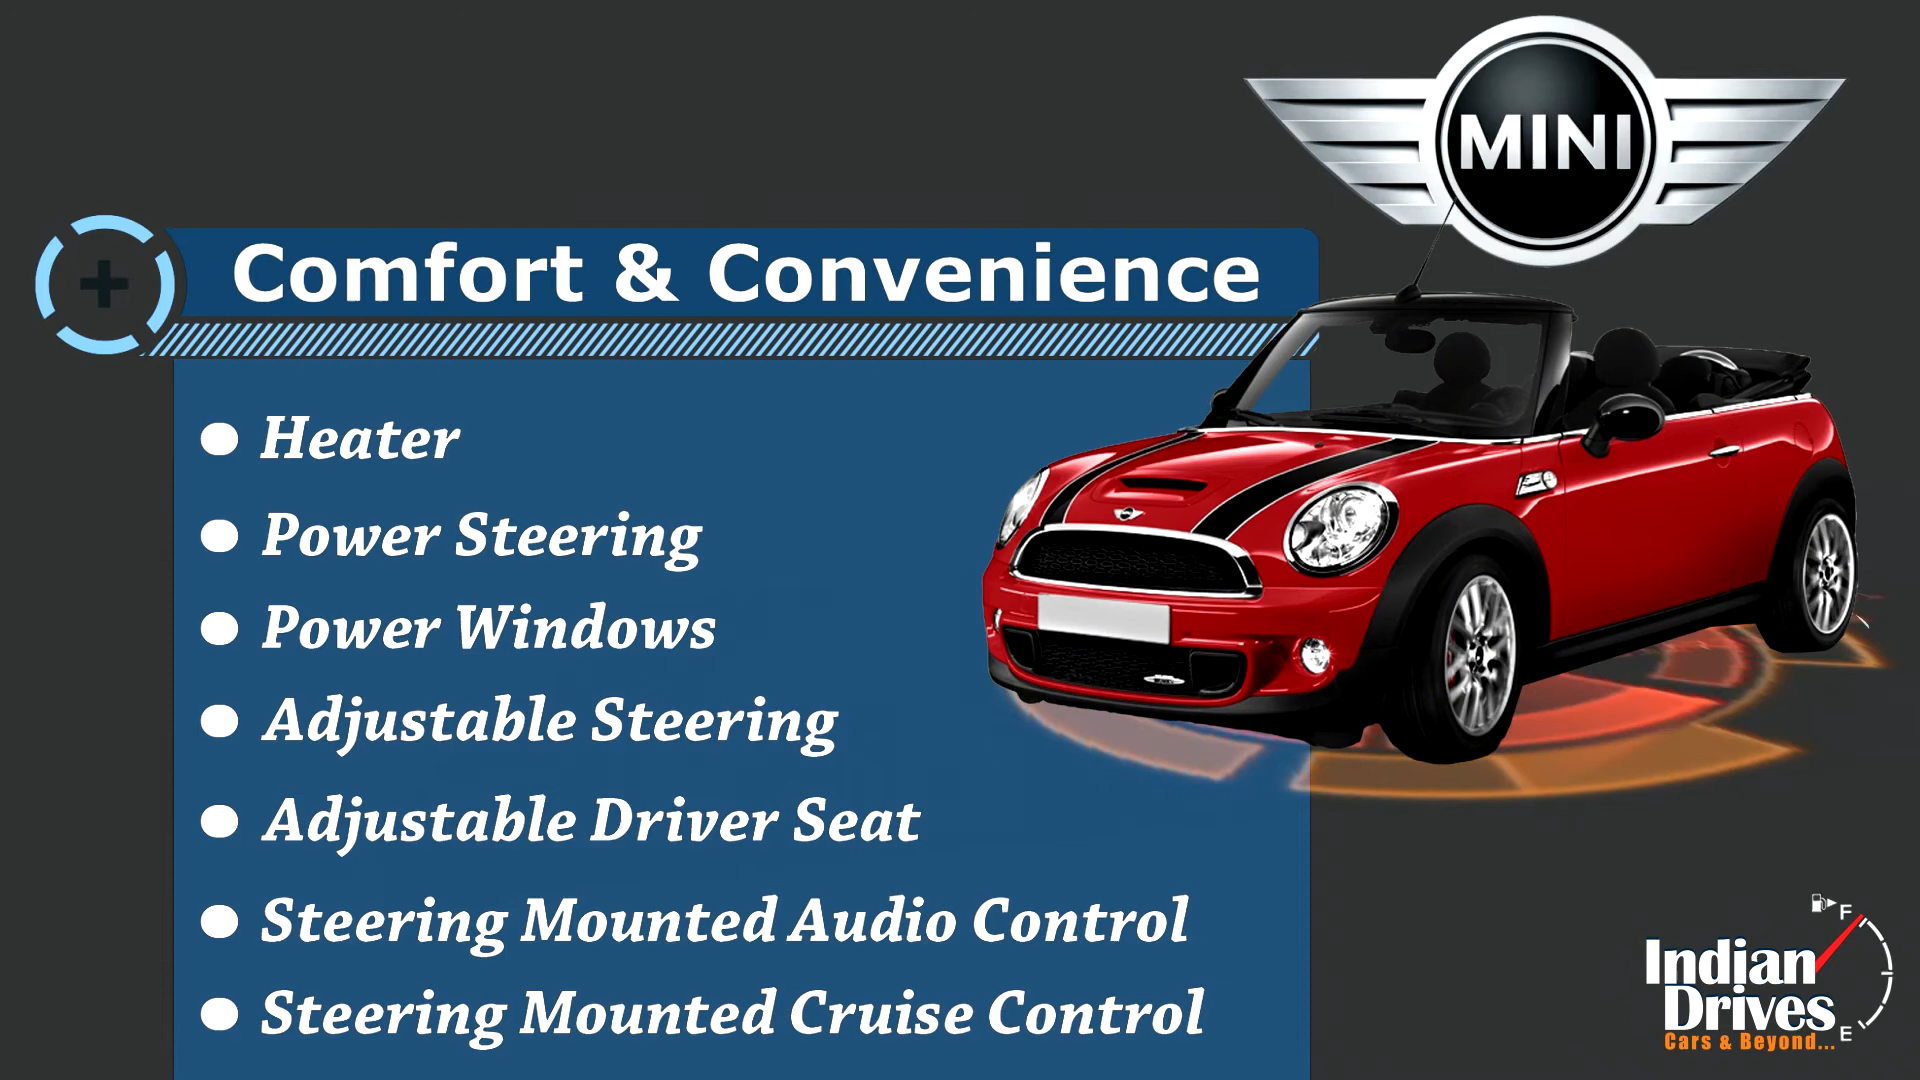 MINI
Comfort & Convenience
Heater
Power Steering
Power Windows
Adjustable Steering
Adjustable Driver Seat
Steering Mounted Audio Control
Steering Mounted Cruise Control
F
Indian
Drives
E
Cars & Beyond...